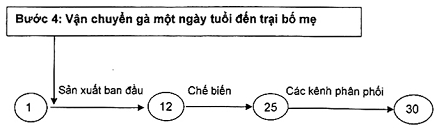 Bước 4: Vận chuyển gà một ngày tuổi đến trại bố mẹ
Sản xuất ban đầu
Chế biến
Các kênh phân phối
1
12
25
30